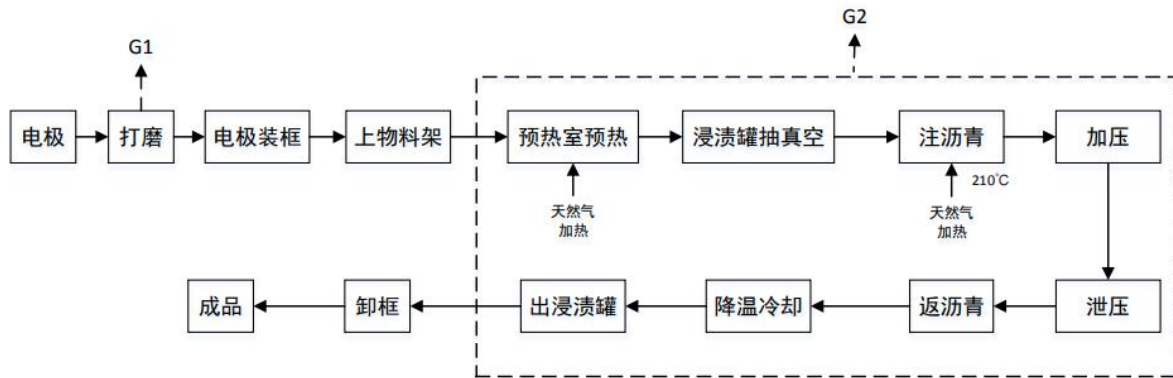 G1
G2
电极
打磨
电极装框
上物料架
预热室预热
浸渍罐抽真空
注沥青
加压
天然气
加热
210℃
天然气
加热
成品
卸框
出浸渍罐
降温冷却
返沥青
泄压